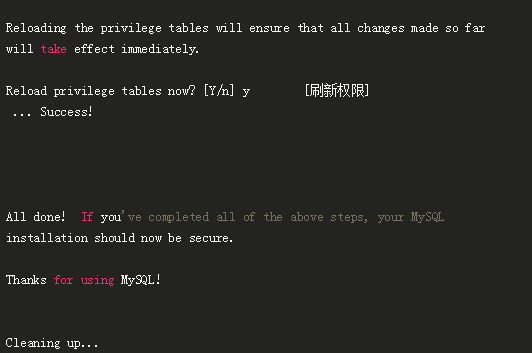 Reloading the privilege tables will ensure that all changes made so far
will take effect immediately.
Reload privilege tables now? [Y/n] y [刷新权限]
... Success!
All done! If you've completed all of the above steps, your MySQL
installation should now be secure.
Thanks for using MySQL!
Cleaning up...